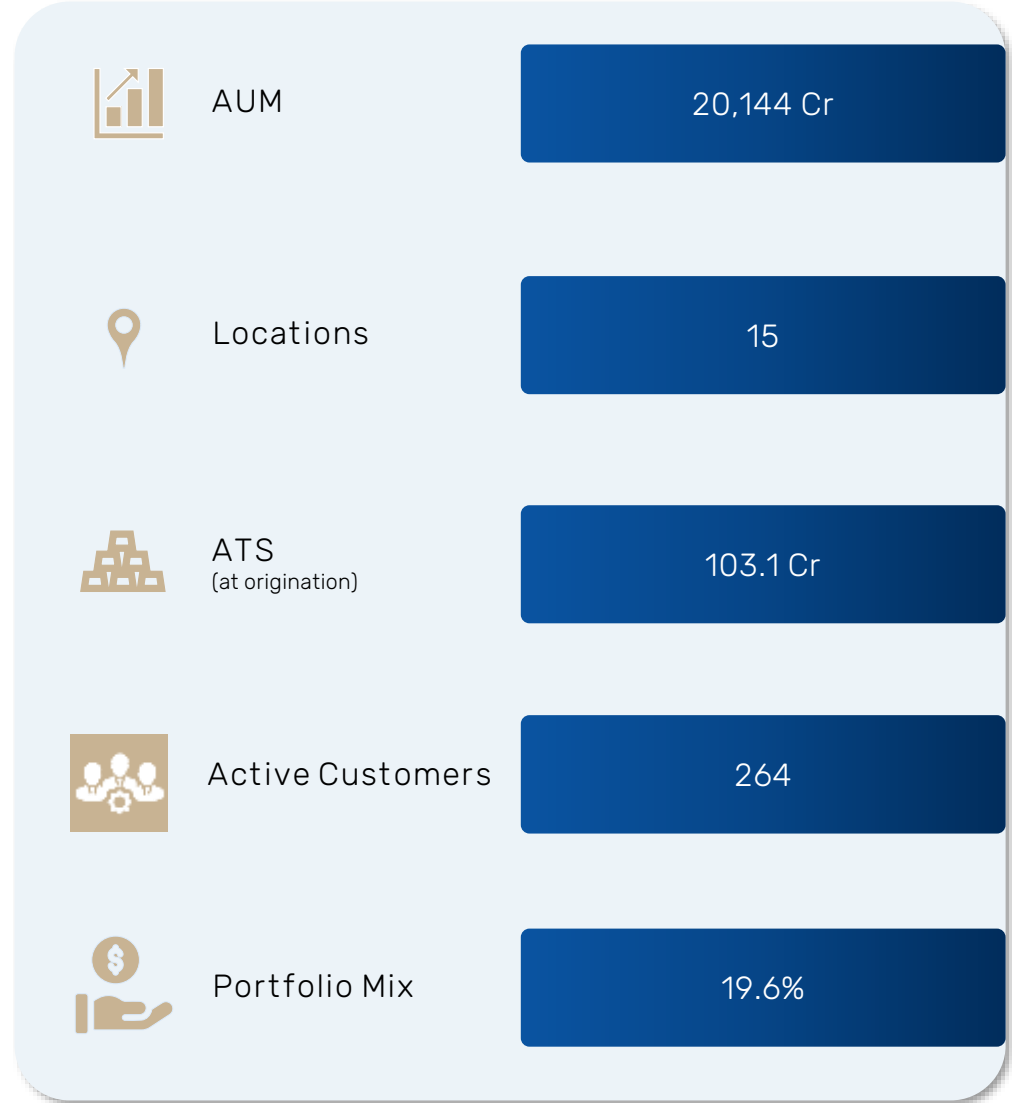 AUM
20,144 Cr
Locations
15
ATS
(at origination)
103.1 Cr
Active Customers
264
$
Portfolio Mix
19.6%